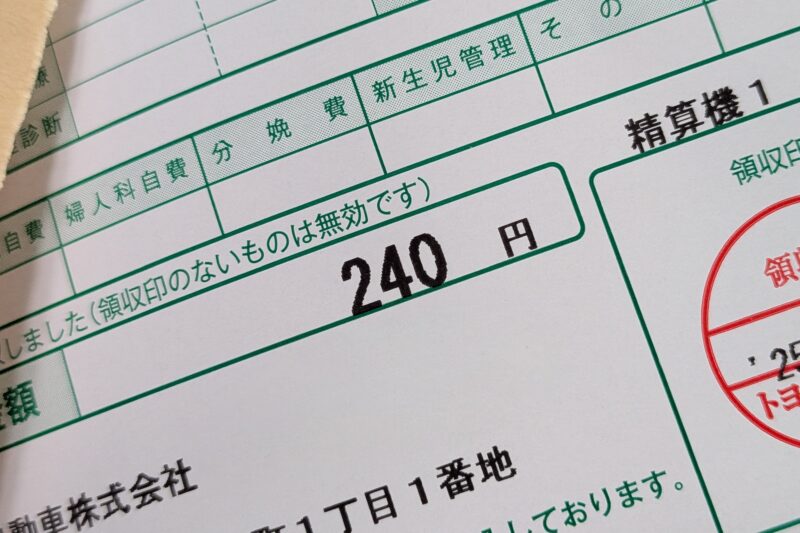 診断
自費
婦人科自費
分娩費
新生児管理
その
しました(領収印のないものは無効です)
240 円
額
精算機1
領収印
領収
'25
トヨ
動車株式会社
町1丁目1番地
しております。